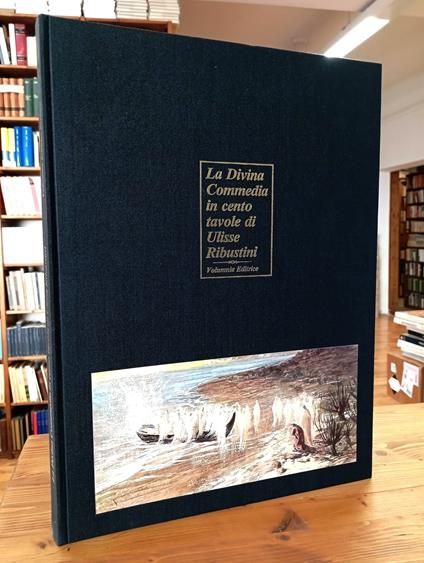 La Divina
Commedia
in cento
tavole di
Ulisse
Ribustini
Volumnia Editrice